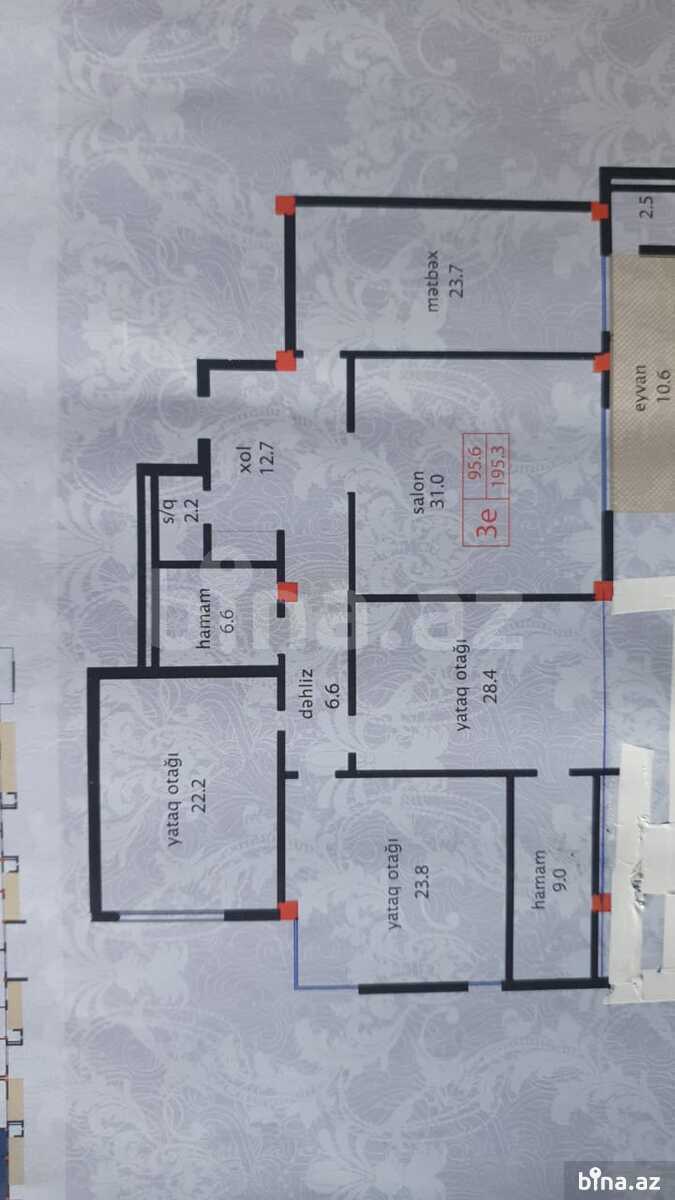 mətbəx
23.7
2.5
eyvan
10.6
xol
12.7
s/q
2.2
salon
31.0
3e
95.6
195.3
hamam
6.6
dəhliz
6.6
yataq otağı
28.4
yataq otağı
22.2
yataq otağı
23.8
hamam
9.0
bina.az
bina.az